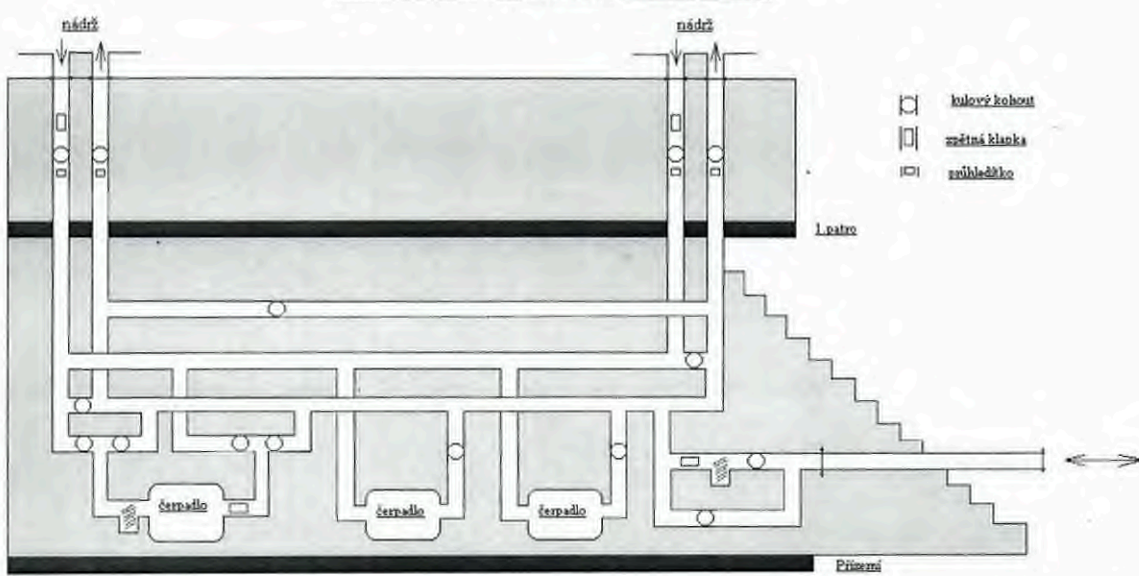 nádrž
nádrž
kulový kohout
zpětná klapka
průhledítko
1.patro
čerpadlo
čerpadlo
čerpadlo
Přízemí